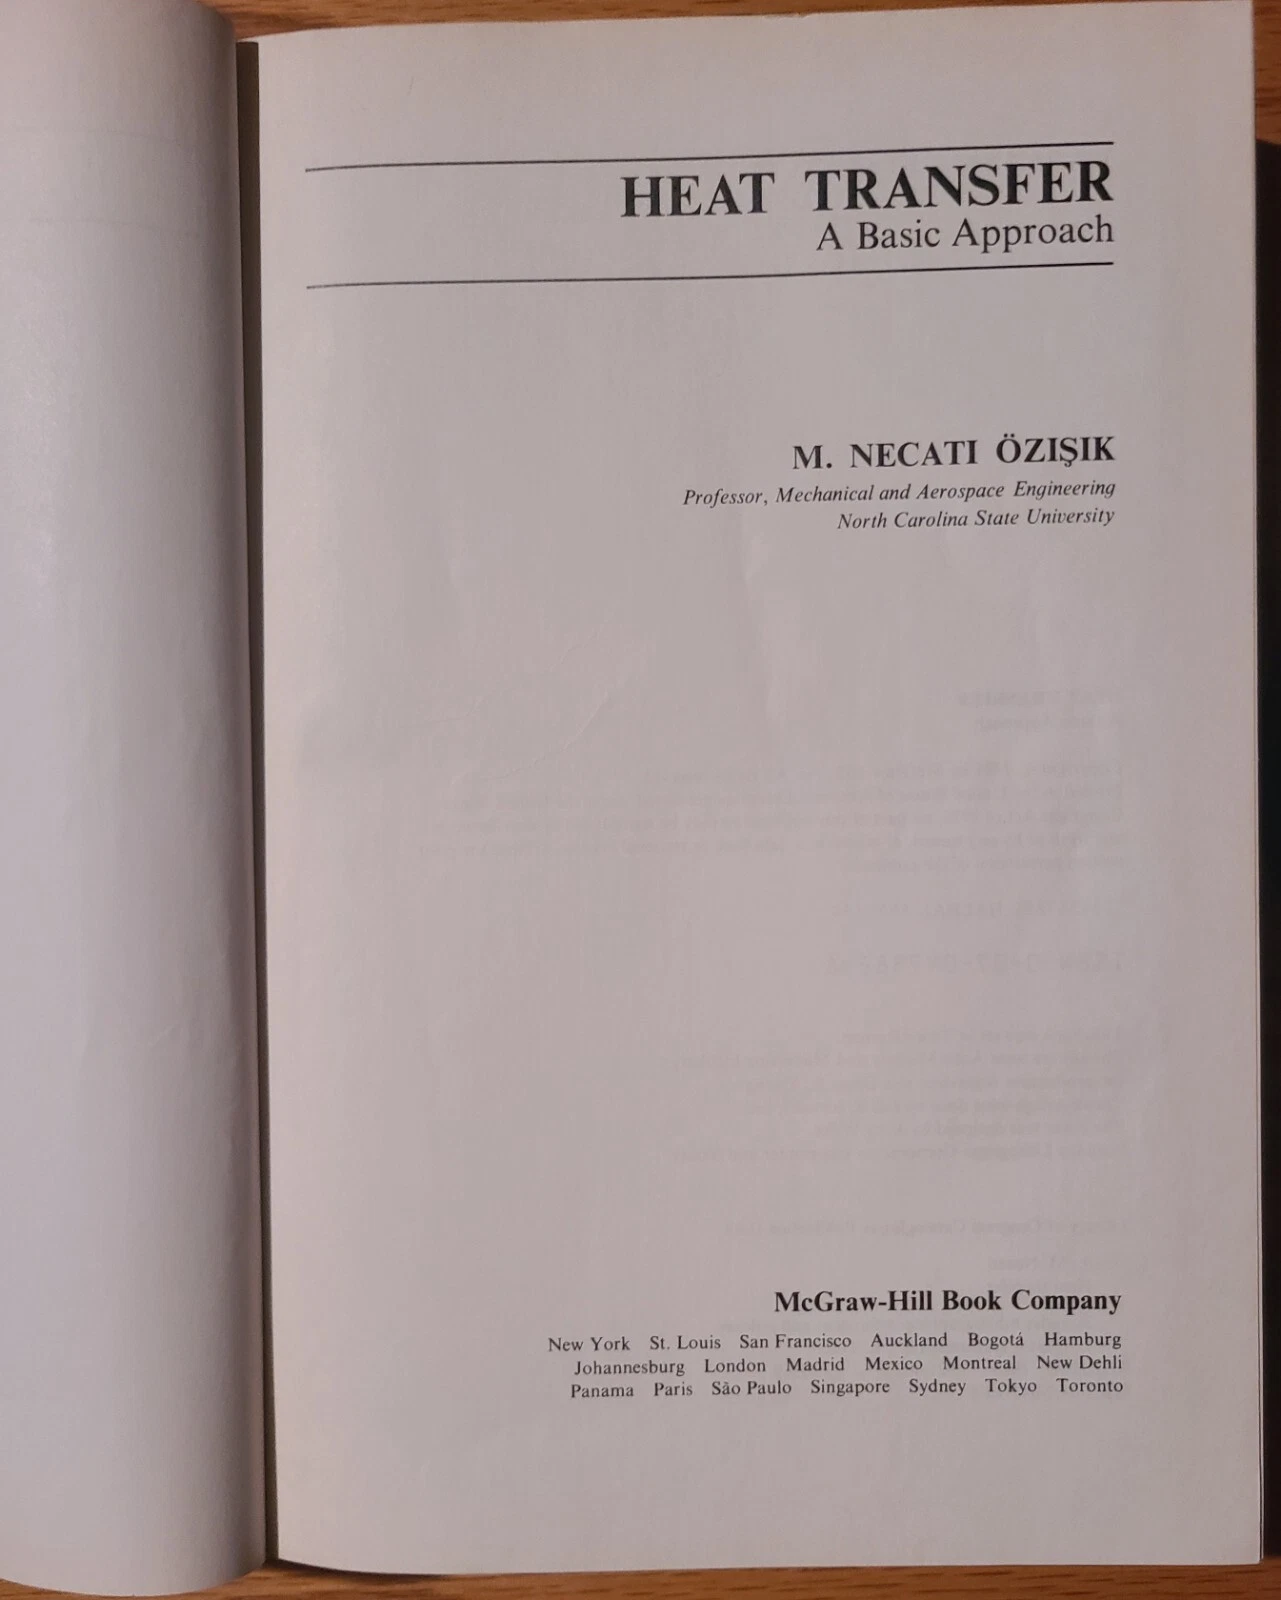 HEAT TRANSFER
A Basic Approach
M. NECATI ÖZIŞIK
Professor, Mechanical and Aerospace Engineering
North Carolina State University
McGraw-Hill Book Company
New York St. Louis San Francisco Auckland Bogotá Hamburg
Johannesburg London Madrid Mexico Montreal New Dehli
Panama Paris São Paulo Singapore Sydney Tokyo Toronto